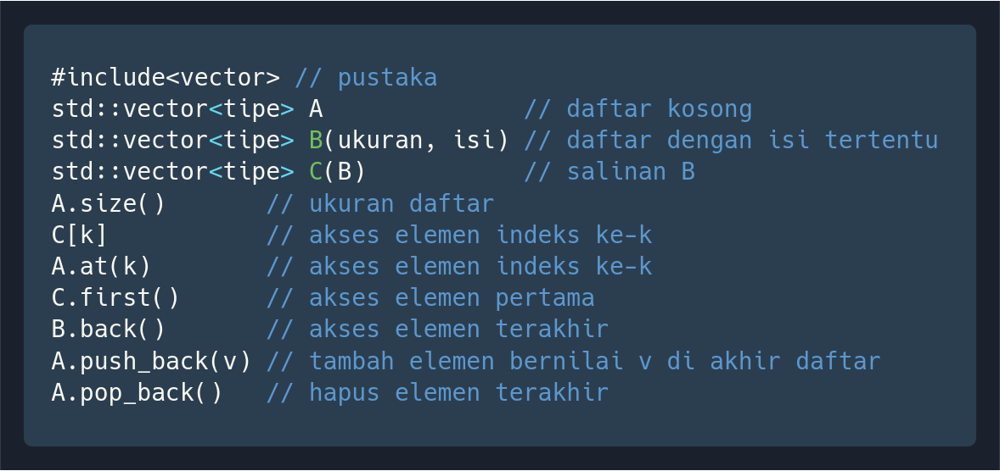 #include<vector> // pustaka
std::vector<tipe> A              // daftar kosong
std::vector<tipe> B(ukuran, isi) // daftar dengan isi tertentu
std::vector<tipe> C(B)           // salinan B
A.size()       // ukuran daftar
C[k]           // akses elemen indeks ke-k
A.at(k)        // akses elemen indeks ke-k
C.first()      // akses elemen pertama
B.back()       // akses elemen terakhir
A.push_back(v) // tambah elemen bernilai v di akhir daftar
A.pop_back()   // hapus elemen terakhir